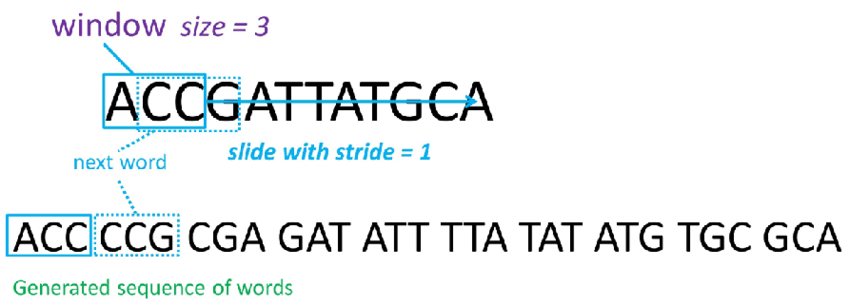 window size = 3
ACCGATTATGCA
next word
slide with stride = 1
ACC CCG CGA GAT ATT TTA TAT ATG TGC GCA
Generated sequence of words